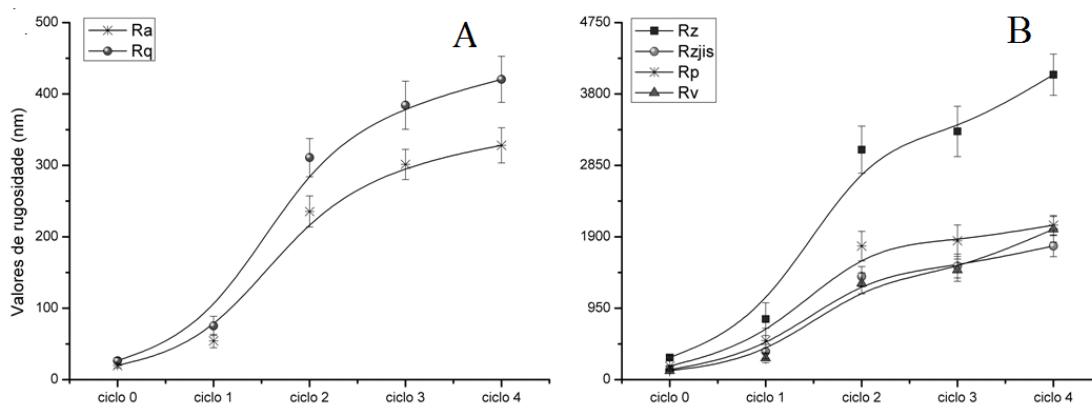 Valores de rugosidade (nm)
500
400
300
200
100
0
Ra
Rq
A
ciclo 0 ciclo 1 ciclo 2 ciclo 3 ciclo 4
4750
3800
2850
1900
950
0
Rz
Rzjis
Rp
Rv
B
ciclo 0 ciclo 1 ciclo 2 ciclo 3 ciclo 4